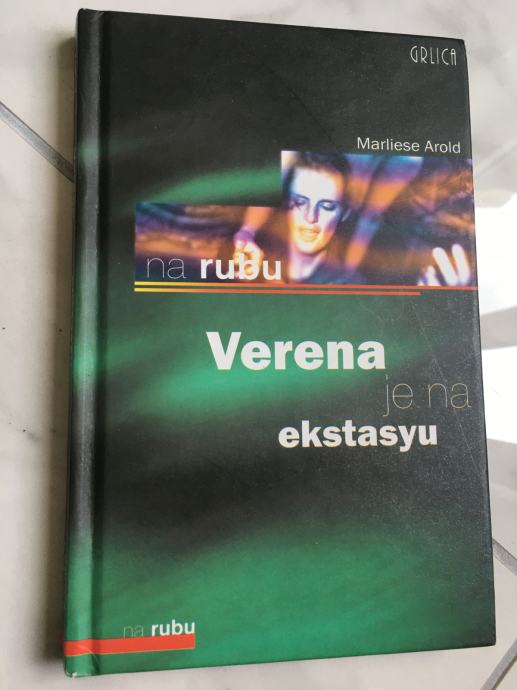 GRLICA
Marliese Arold
na rubu
Verena
je na
ekstasyu
na rubu